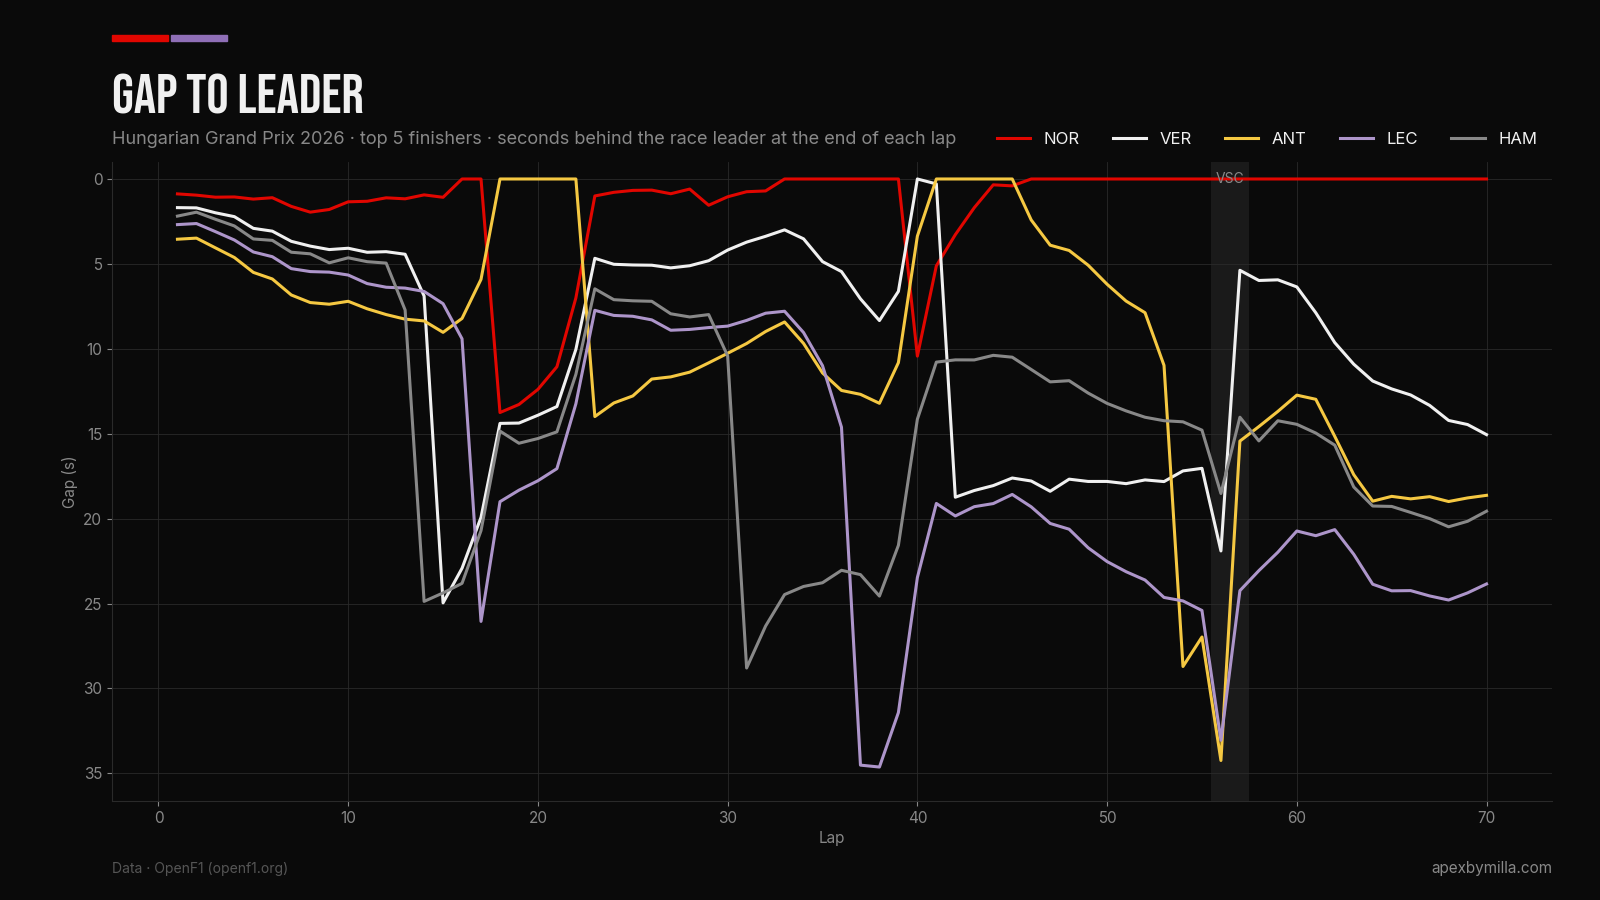 GAP TO LEADER
Hungarian Grand Prix 2026 · top 5 finishers · seconds behind the race leader at the end of each lap
NOR VER ANT LEC HAM
VSC
0
5
10
15
20
25
30
35
Gap (s)
0 10 20 30 40 50 60 70
Lap
Data · OpenF1 (openf1.org)
apexbymilla.com